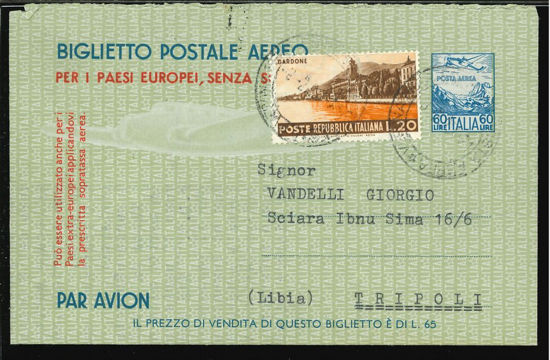 BIGLIETTO POSTALE AEREO
PER I PAESI EUROPEI, SENZA S
GARDONE
POSTE REPUBBLICA ITALIANA L.20
POSTA AEREA
60 ITALIA 60
LIRE LIRE
Può essere utilizzato anche per i
Paesi extra-europei applicandovi
la prescritta sopratassa aerea.
Signor
VANDELLI GIORGIO
Sciara Ibnu Sima 16/6
PAR AVION
(Libia) TRIPOLI
IL PREZZO DI VENDITA DI QUESTO BIGLIETTO È DI L. 65